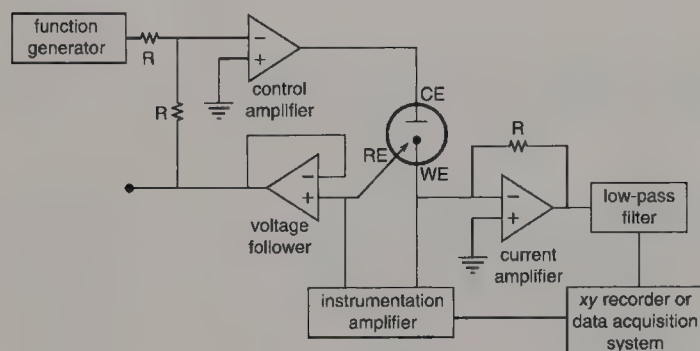 function
generator
R
R
−
+
control
amplifier
CE
RE
WE
−
+
voltage
follower
R
−
+
current
amplifier
low-pass
filter
instrumentation
amplifier
xy recorder or
data acquisition
system